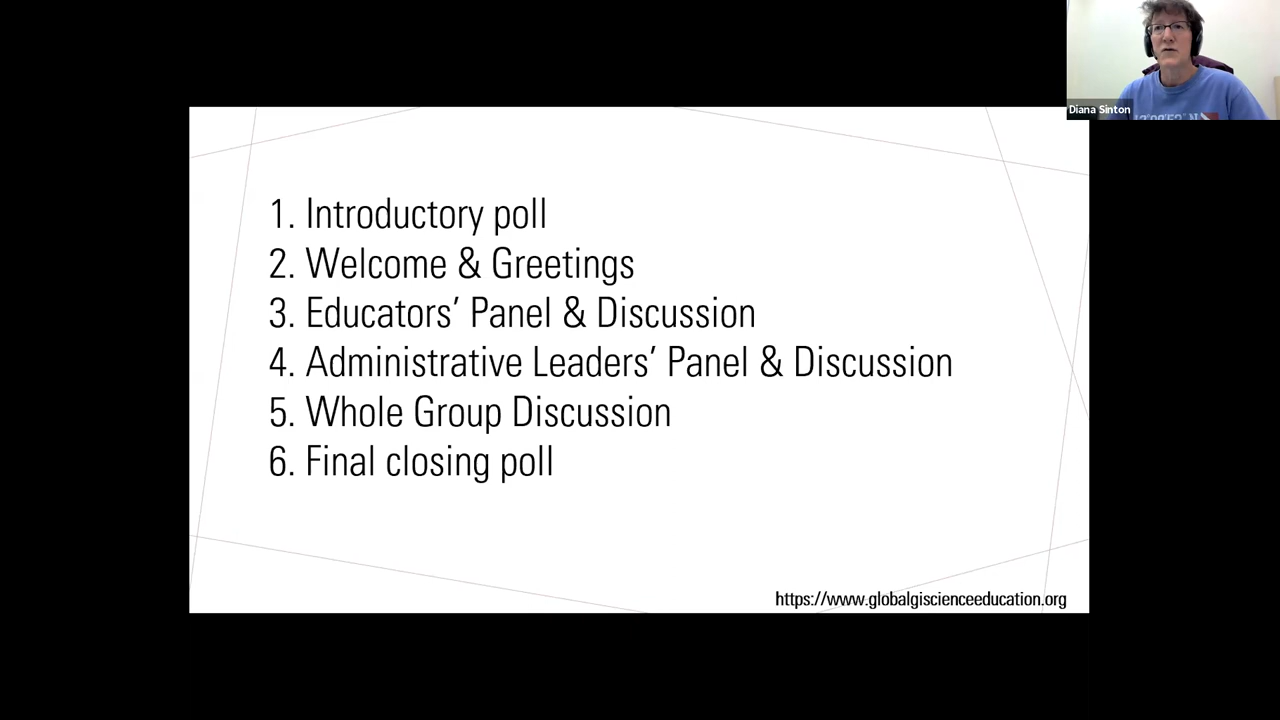 Diana Sinton
1. Introductory poll
2. Welcome & Greetings
3. Educators’ Panel & Discussion
4. Administrative Leaders’ Panel & Discussion
5. Whole Group Discussion
6. Final closing poll
https://www.globalgiscienceeducation.org